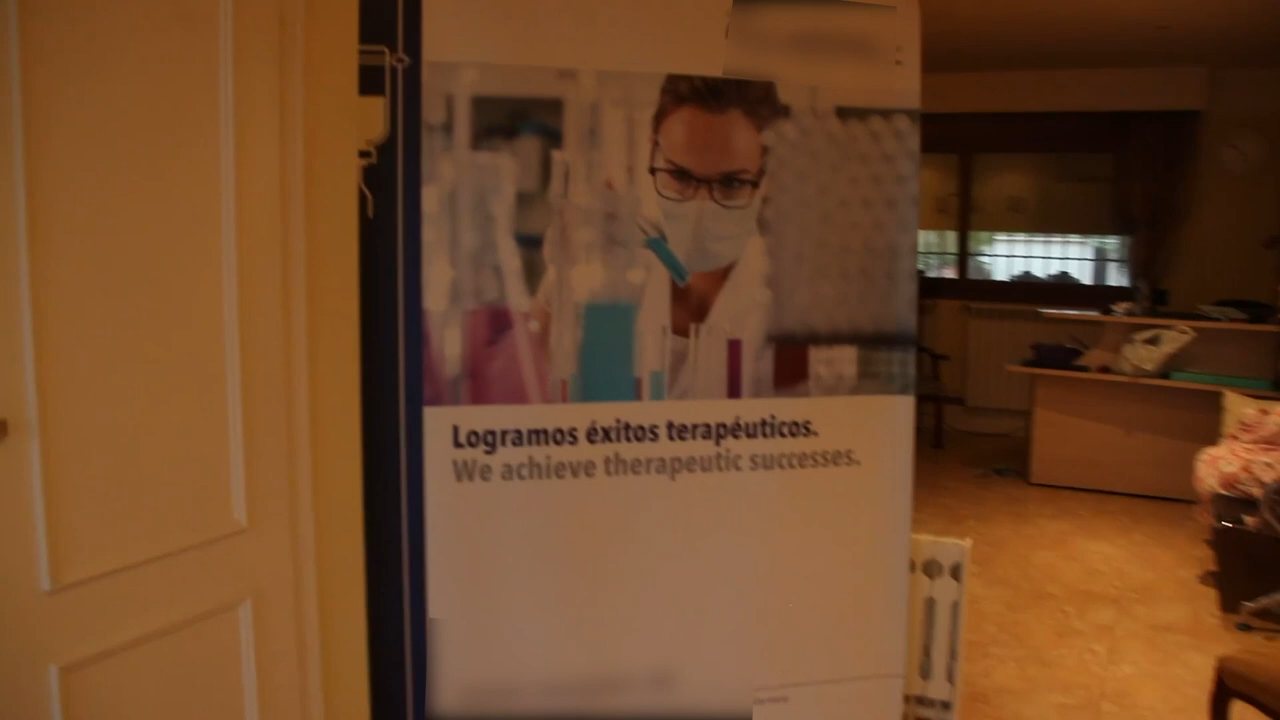 Logramos éxitos terapéuticos.
We achieve therapeutic successes.